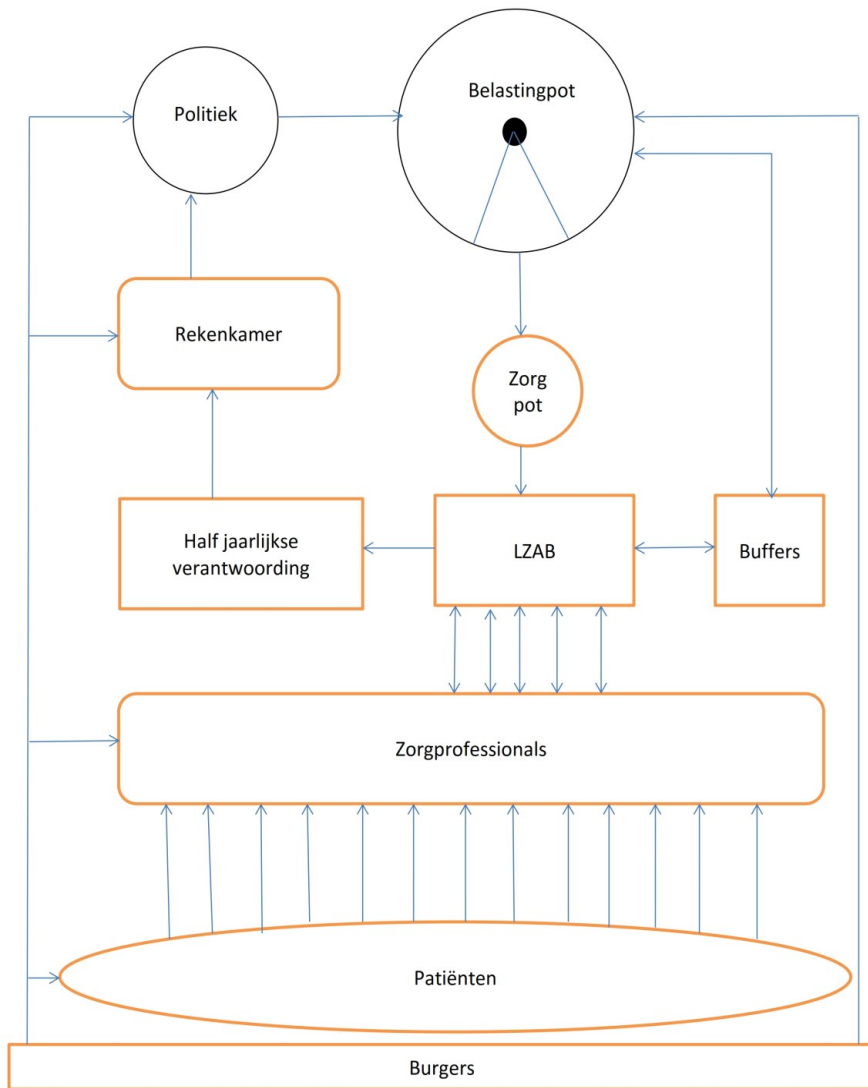 Politiek
Belastingpot
Rekenkamer
Zorg
pot
Half jaarlijkse
verantwoording
LZAB
Buffers
Zorgprofessionals
Patiënten
Burgers